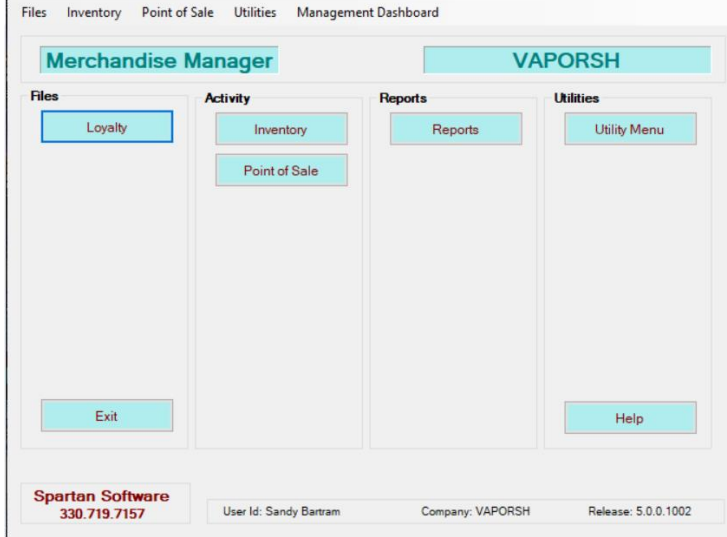 Files Inventory Point of Sale Utilities Management Dashboard
Merchandise Manager VAPORSH
Files Activity Reports Utilities
Loyalty Inventory Reports Utility Menu
Point of Sale
Exit Help
Spartan Software
330.719.7157 User Id: Sandy Bartram Company: VAPORSH Release: 5.0.0.1002